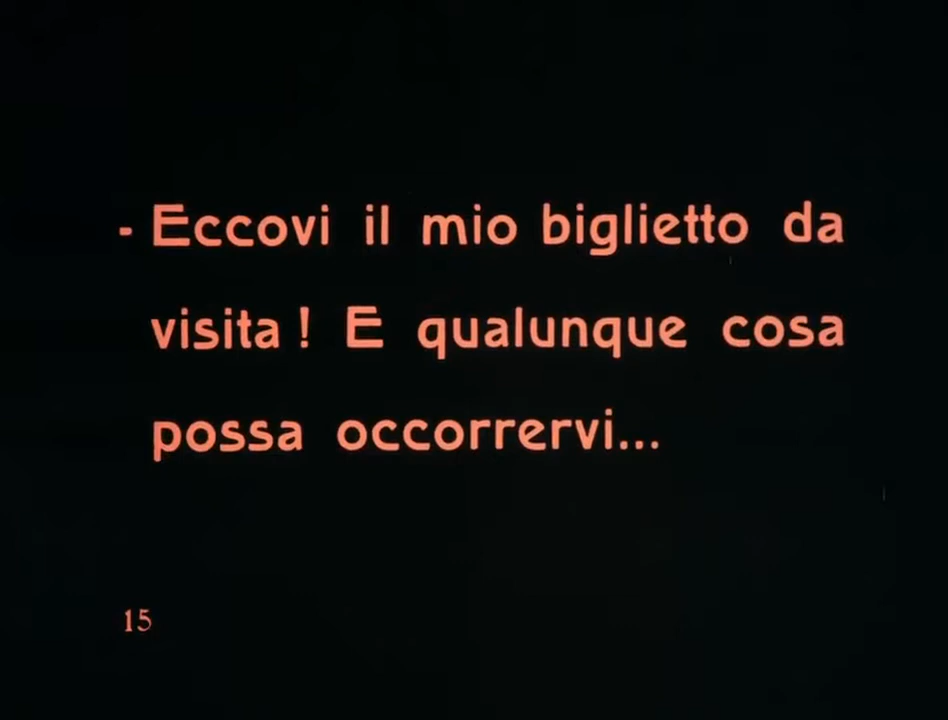 - Eccovi il mio biglietto da
visita! E qualunque cosa
possa occorrervi...
15